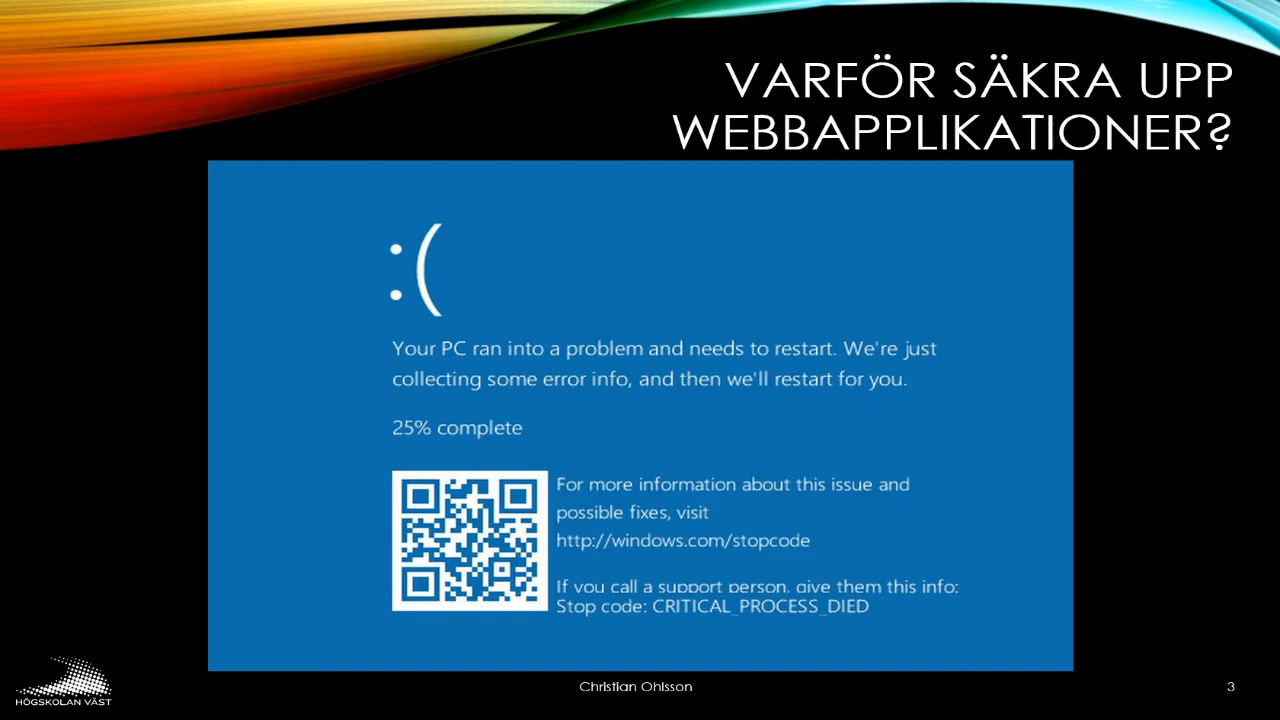 VARFÖR SÄKRA UPP
WEBBAPPLIKATIONER?
:(
Your PC ran into a problem and needs to restart. We're just
collecting some error info, and then we'll restart for you.
25% complete
For more information about this issue and
possible fixes, visit
http://windows.com/stopcode
If you call a support person, give them this info:
Stop code: CRITICAL_PROCESS_DIED
HÖGSKOLAN VÄST
Christian Ohlsson
3